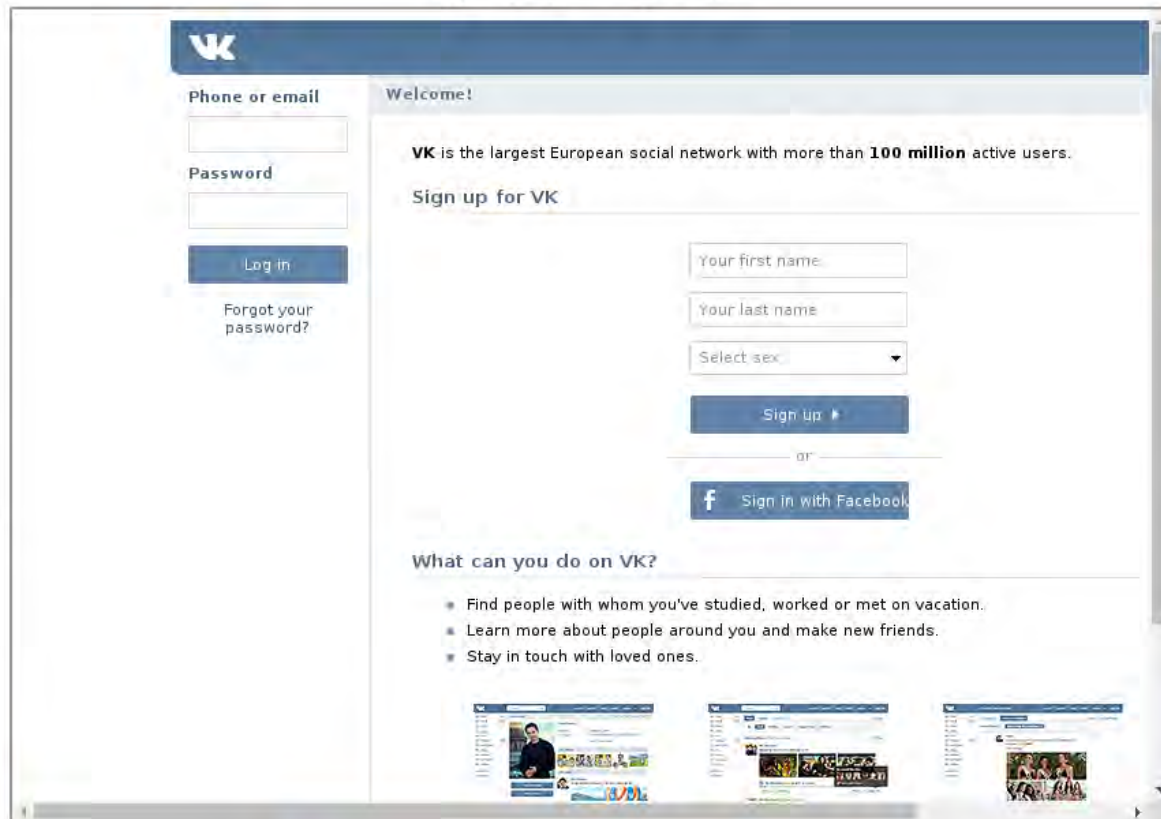 VK
Phone or email
Password
Log in
Forgot your
password?
Welcome!
VK is the largest European social network with more than 100 million active users.
Sign up for VK
Your first name
Your last name
Select sex
Sign up
or
f Sign in with Facebook
What can you do on VK?
Find people with whom you've studied, worked or met on vacation.
Learn more about people around you and make new friends.
Stay in touch with loved ones.